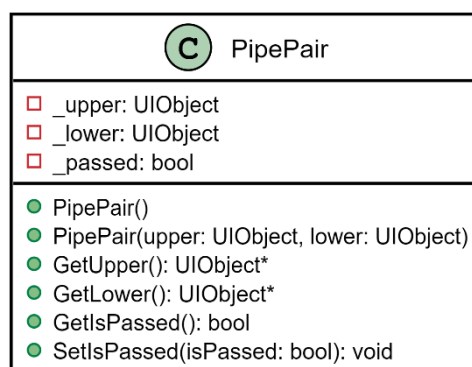 C PipePair
_upper: UIObject
_lower: UIObject
_passed: bool
PipePair()
PipePair(upper: UIObject, lower: UIObject)
GetUpper(): UIObject*
GetLower(): UIObject*
GetIsPassed(): bool
SetIsPassed(isPassed: bool): void